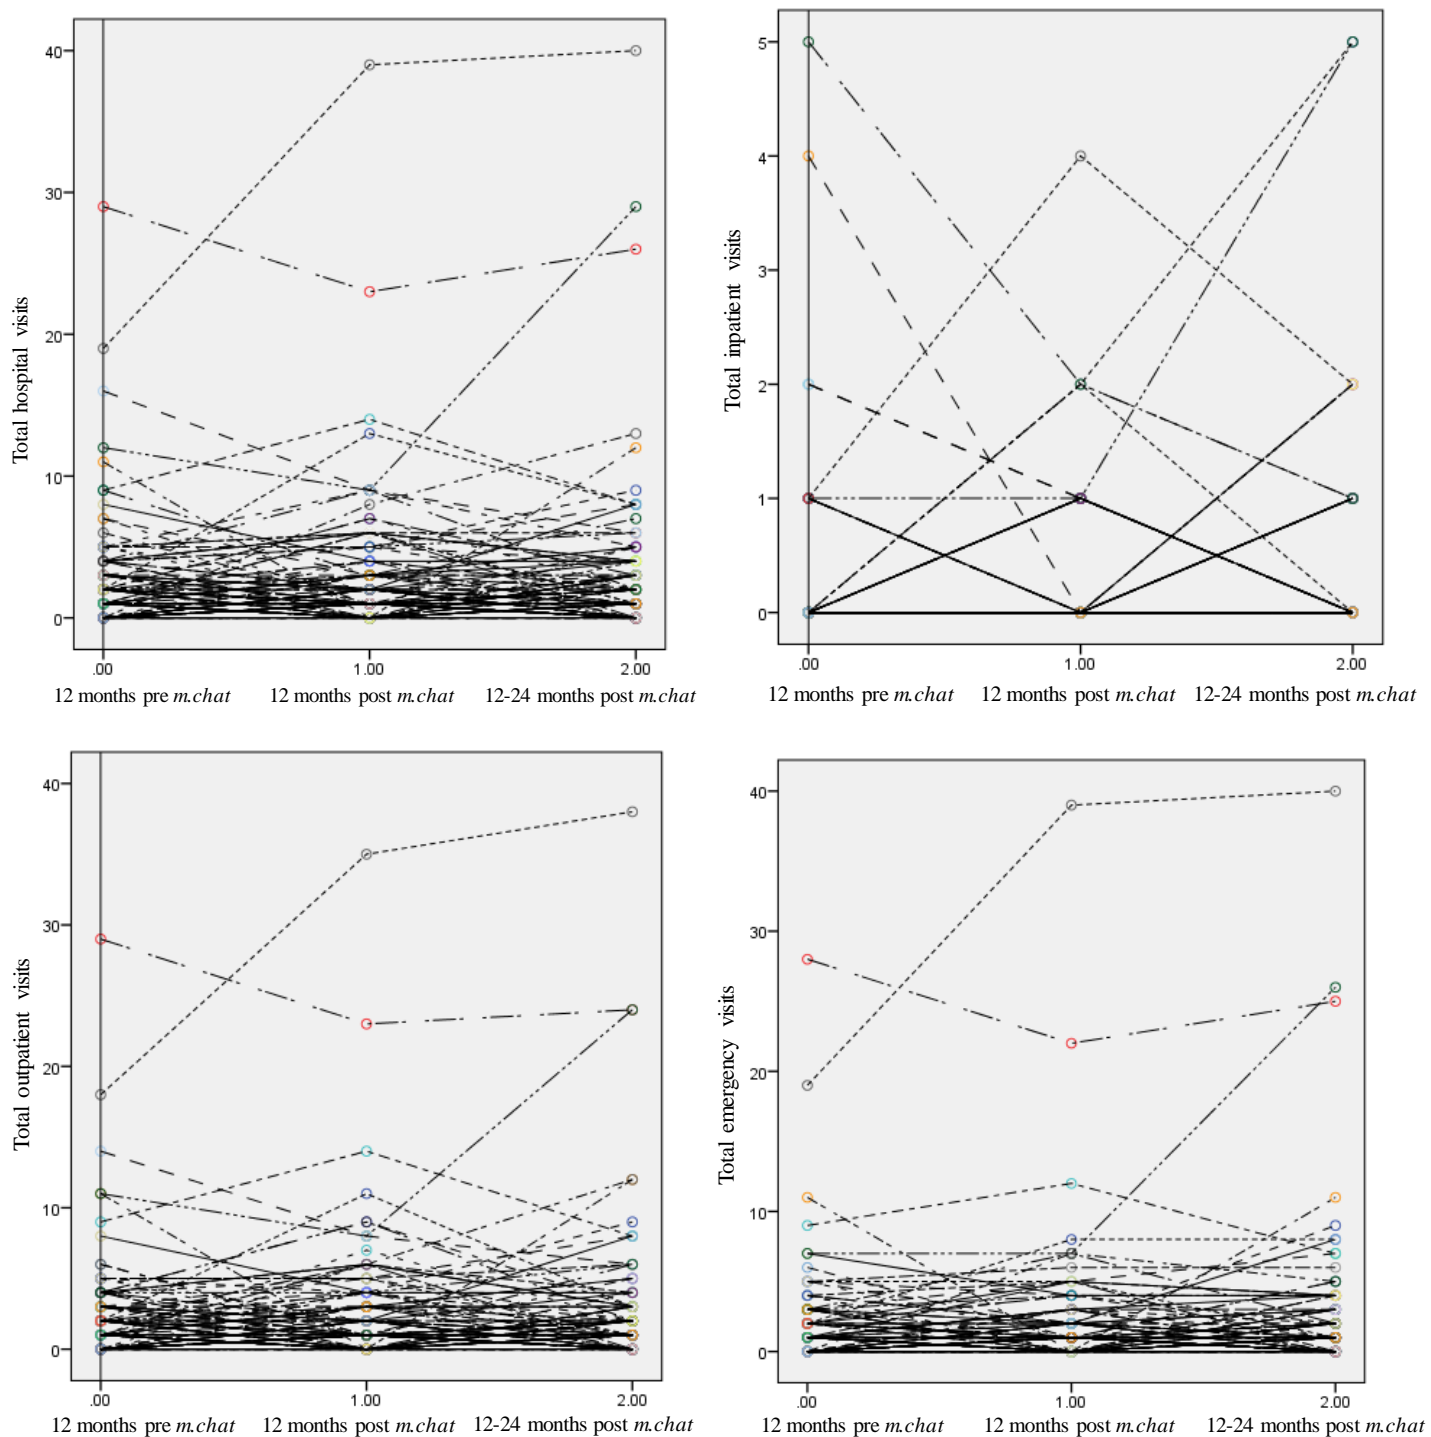 Total hospital visits
40
30
20
10
0
.00
1.00
2.00
12 months pre m.chat
12 months post m.chat
12-24 months post m.chat
Total inpatient visits
5
4
3
2
1
0
.00
1.00
2.00
12 months pre m.chat
12 months post m.chat
12-24 months post m.chat
Total outpatient visits
40
30
20
10
0
.00
1.00
2.00
12 months pre m.chat
12 months post m.chat
12-24 months post m.chat
Total emergency visits
40
30
20
10
0
.00
1.00
2.00
12 months pre m.chat
12 months post m.chat
12-24 months post m.chat